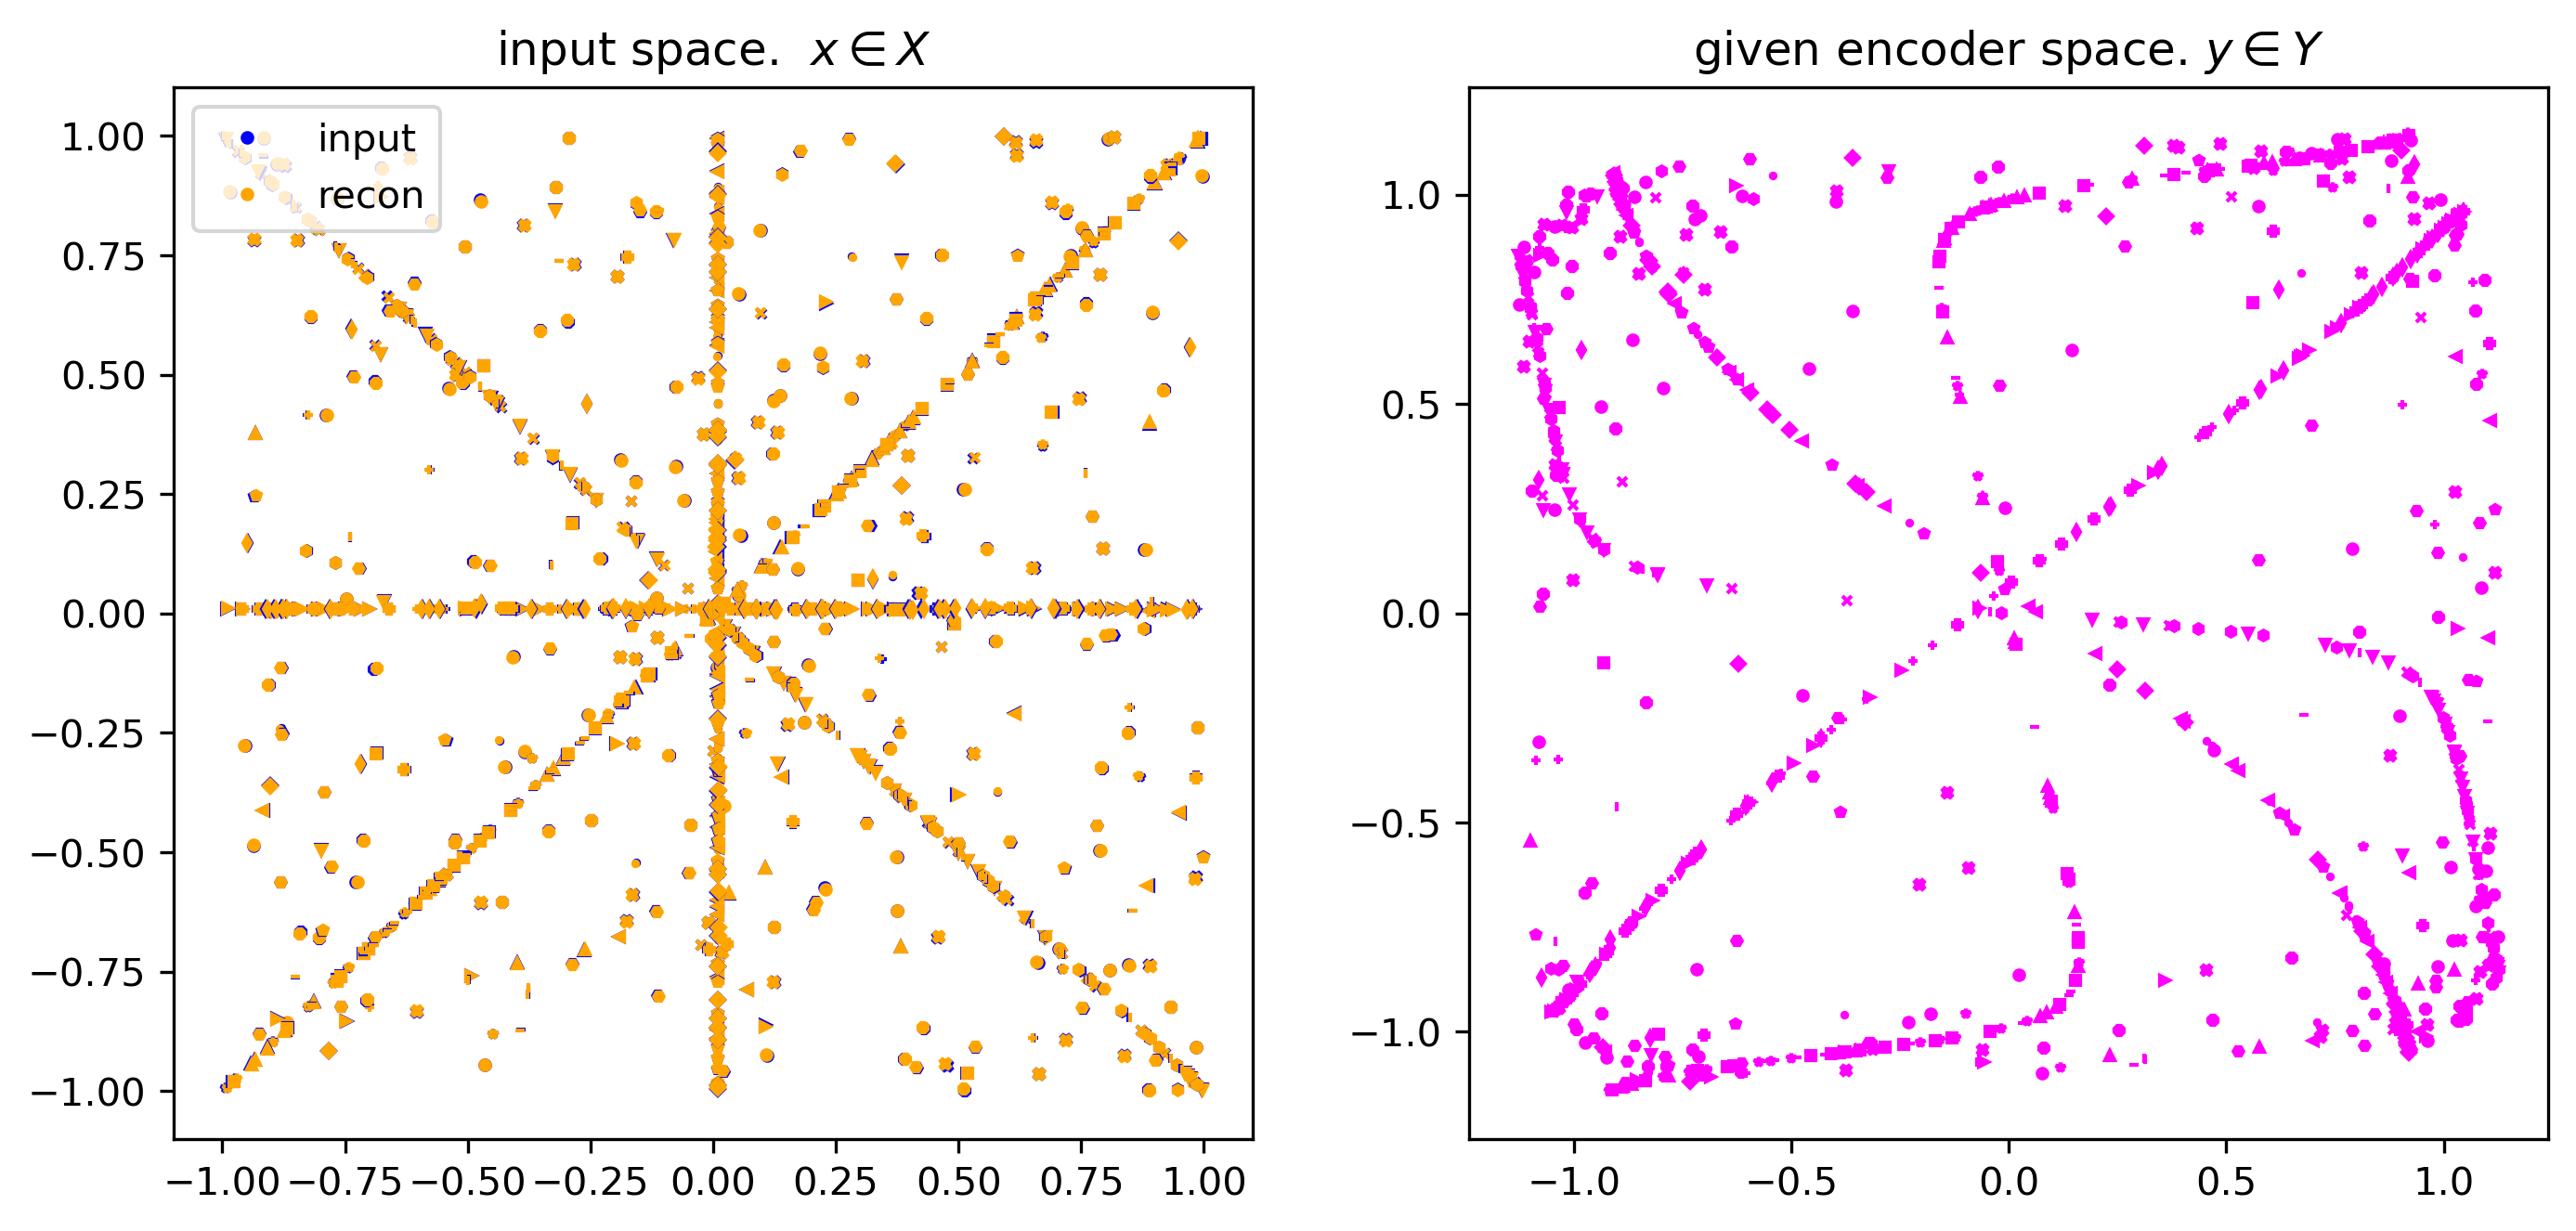 input space. x ∈ X
given encoder space. y ∈ Y
input
recon
1.00
0.75
0.50
0.25
0.00
−0.25
−0.50
−0.75
−1.00
−1.00 −0.75 −0.50 −0.25 0.00 0.25 0.50 0.75 1.00
1.0
0.5
0.0
−0.5
−1.0
−1.0 −0.5 0.0 0.5 1.0